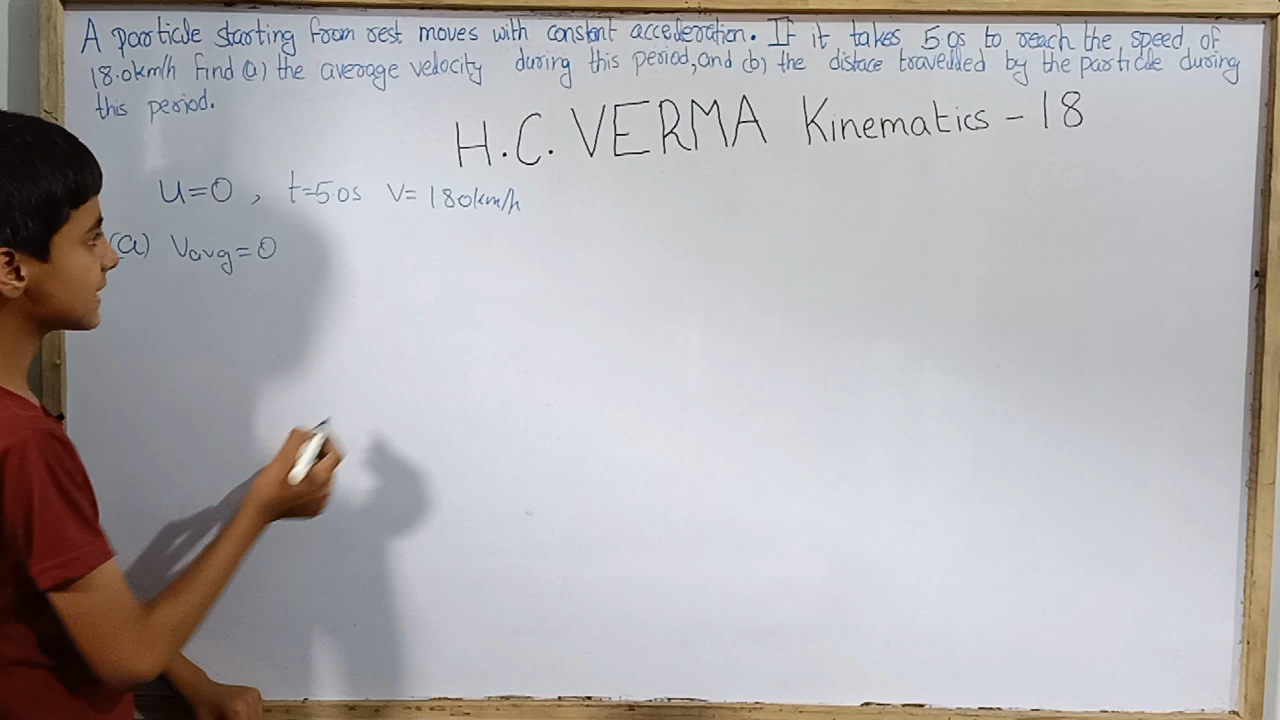 A particle starting from rest moves with constant acceleration. If it takes 5.0s to reach the speed of
18.0km/h find (a) the average velocity during this period, and (b) the distace travelled by the particle during
this period.
H.C. VERMA Kinematics - 18
u=0 , t=5.0s V= 18.0km/h
(a) Vavg=0